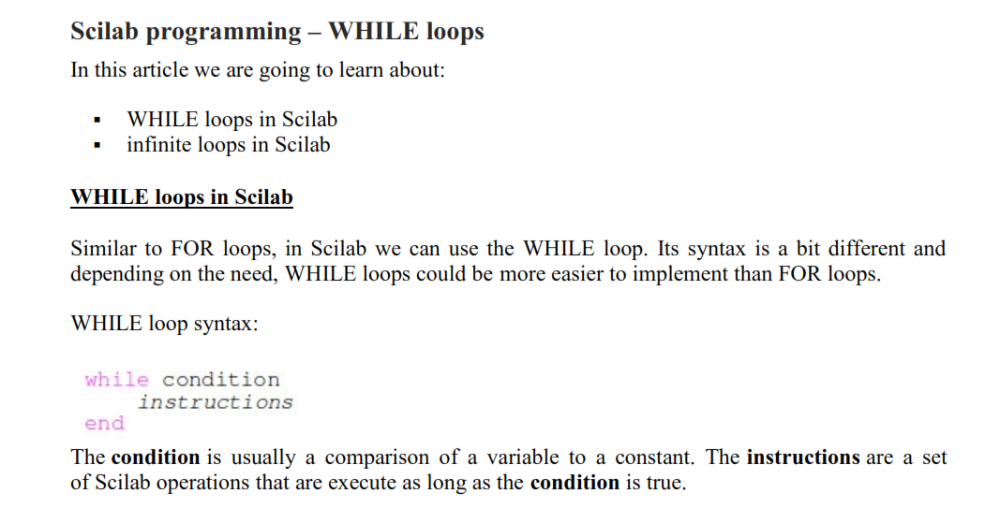 Scilab programming – WHILE loops
In this article we are going to learn about:
▪ WHILE loops in Scilab
▪ infinite loops in Scilab
WHILE loops in Scilab
Similar to FOR loops, in Scilab we can use the WHILE loop. Its syntax is a bit different and
depending on the need, WHILE loops could be more easier to implement than FOR loops.
WHILE loop syntax:
while condition
instructions
end
The condition is usually a comparison of a variable to a constant. The instructions are a set
of Scilab operations that are execute as long as the condition is true.